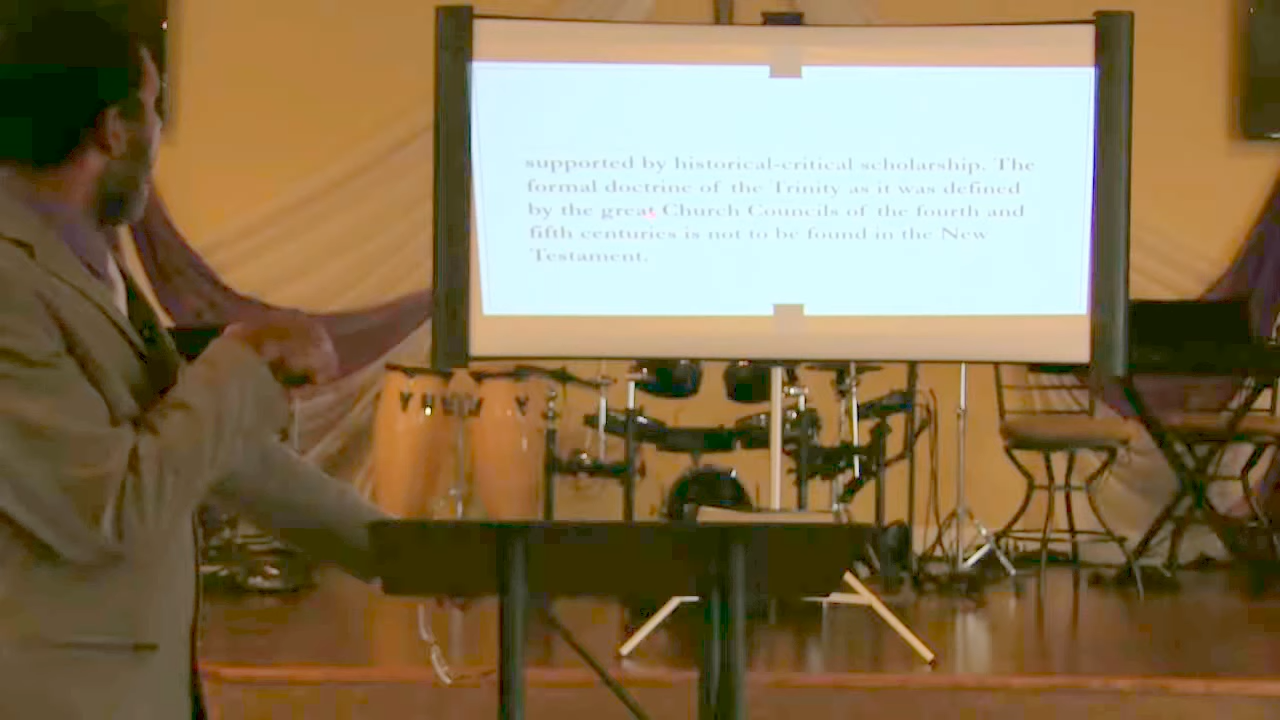 supported by historical-critical scholarship. The
formal doctrine of the Trinity as it was defined
by the great Church Councils of the fourth and
fifth centuries is not to be found in the New
Testament.